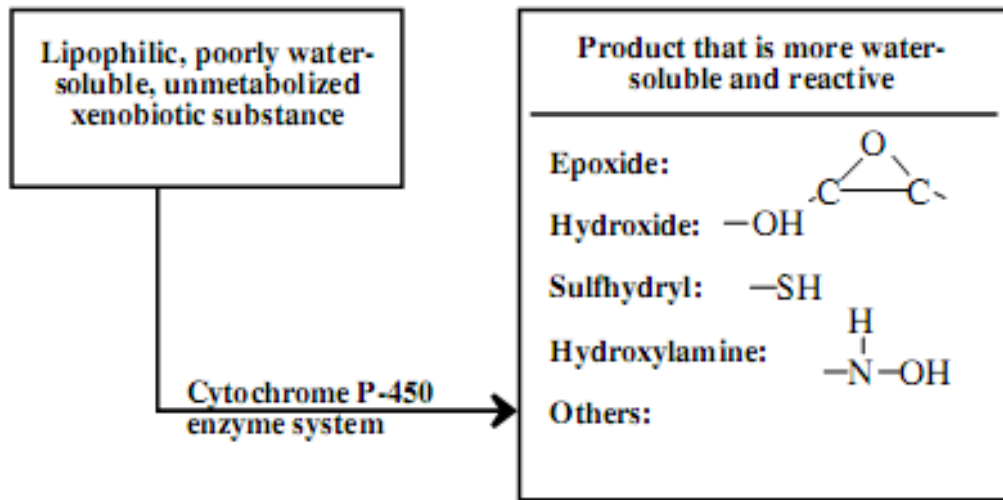 Lipophilic, poorly water-
soluble, unmetabolized
xenobiotic substance
Cytochrome P-450
enzyme system
Product that is more water-
soluble and reactive
Epoxide:
O
C C
Hydroxide: –OH
Sulfhydryl: –SH
H
Hydroxylamine: –N–OH
Others: